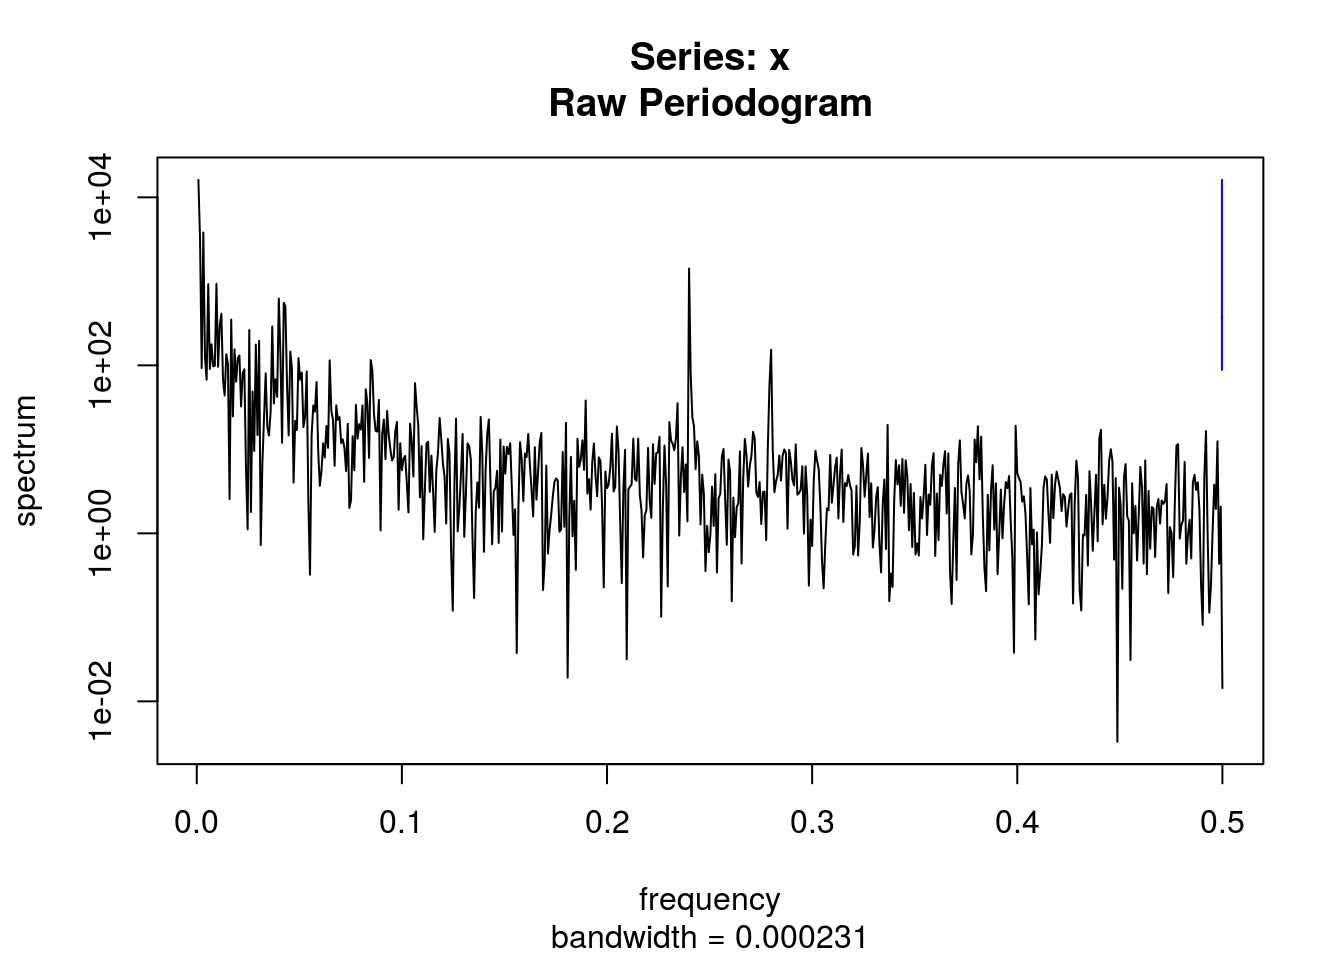 Series: x
Raw Periodogram
spectrum
1e+04
1e+02
1e+00
1e-02
0.0 0.1 0.2 0.3 0.4 0.5
frequency
bandwidth = 0.000231